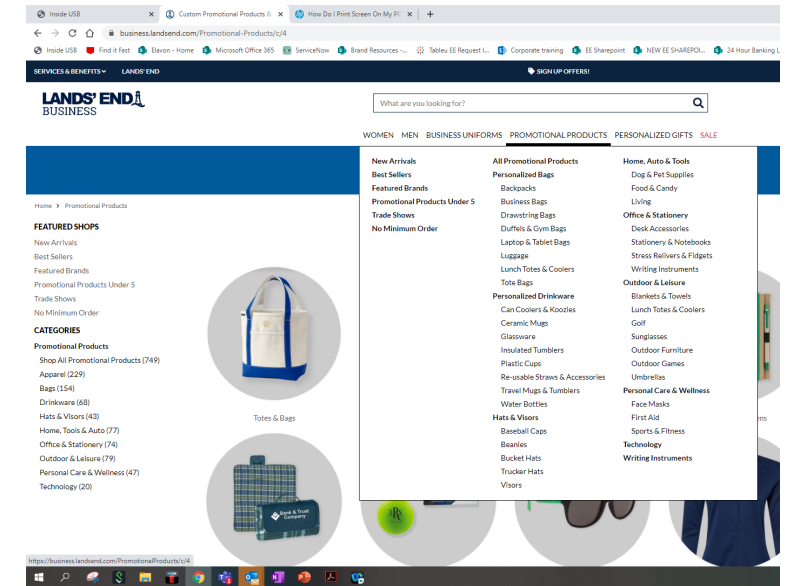 Inside USB
Custom Promotional Products &
How Do I Print Screen On My PC
business.landsend.com/Promotional-Products/c/4
Inside USB
Find it Fast
Elavon - Home
Microsoft Office 365
ServiceNow
Brand Resources -...
Tableu EE Request I...
Corporate training
EE Sharepoint
NEW EE SHAREPOI...
24 Hour Banking L
SERVICES & BENEFITS
LANDS' END
SIGN UP OFFERS!
LANDS' END
BUSINESS
What are you looking for?
WOMEN MEN BUSINESS UNIFORMS PROMOTIONAL PRODUCTS PERSONALIZED GIFTS SALE
New Arrivals
Best Sellers
Featured Brands
Promotional Products Under 5
Trade Shows
No Minimum Order
All Promotional Products
Personalized Bags
Backpacks
Business Bags
Drawstring Bags
Duffels & Gym Bags
Laptop & Tablet Bags
Luggage
Lunch Totes & Coolers
Tote Bags
Personalized Drinkware
Can Coolers & Koozies
Ceramic Mugs
Glassware
Insulated Tumblers
Plastic Cups
Re-usable Straws & Accessories
Travel Mugs & Tumblers
Water Bottles
Hats & Visors
Baseball Caps
Beanies
Bucket Hats
Trucker Hats
Visors
Home, Auto & Tools
Dog & Pet Supplies
Food & Candy
Living
Office & Stationery
Desk Accessories
Stationery & Notebooks
Stress Relivers & Fidgets
Writing Instruments
Outdoor & Leisure
Blankets & Towels
Lunch Totes & Coolers
Golf
Sunglasses
Outdoor Furniture
Outdoor Games
Umbrellas
Personal Care & Wellness
Face Masks
First Aid
Sports & Fitness
Technology
Writing Instruments
Home > Promotional Products
FEATURED SHOPS
New Arrivals
Best Sellers
Featured Brands
Promotional Products Under 5
Trade Shows
No Minimum Order
CATEGORIES
Promotional Products
Shop All Promotional Products (749)
Apparel (229)
Bags (154)
Drinkware (68)
Hats & Visors (43)
Home, Tools & Auto (77)
Office & Stationery (74)
Outdoor & Leisure (79)
Personal Care & Wellness (47)
Technology (20)
Totes & Bags
ens
Bank & Trust
Company
https://business.landsend.com/PromotionalProducts/c/4